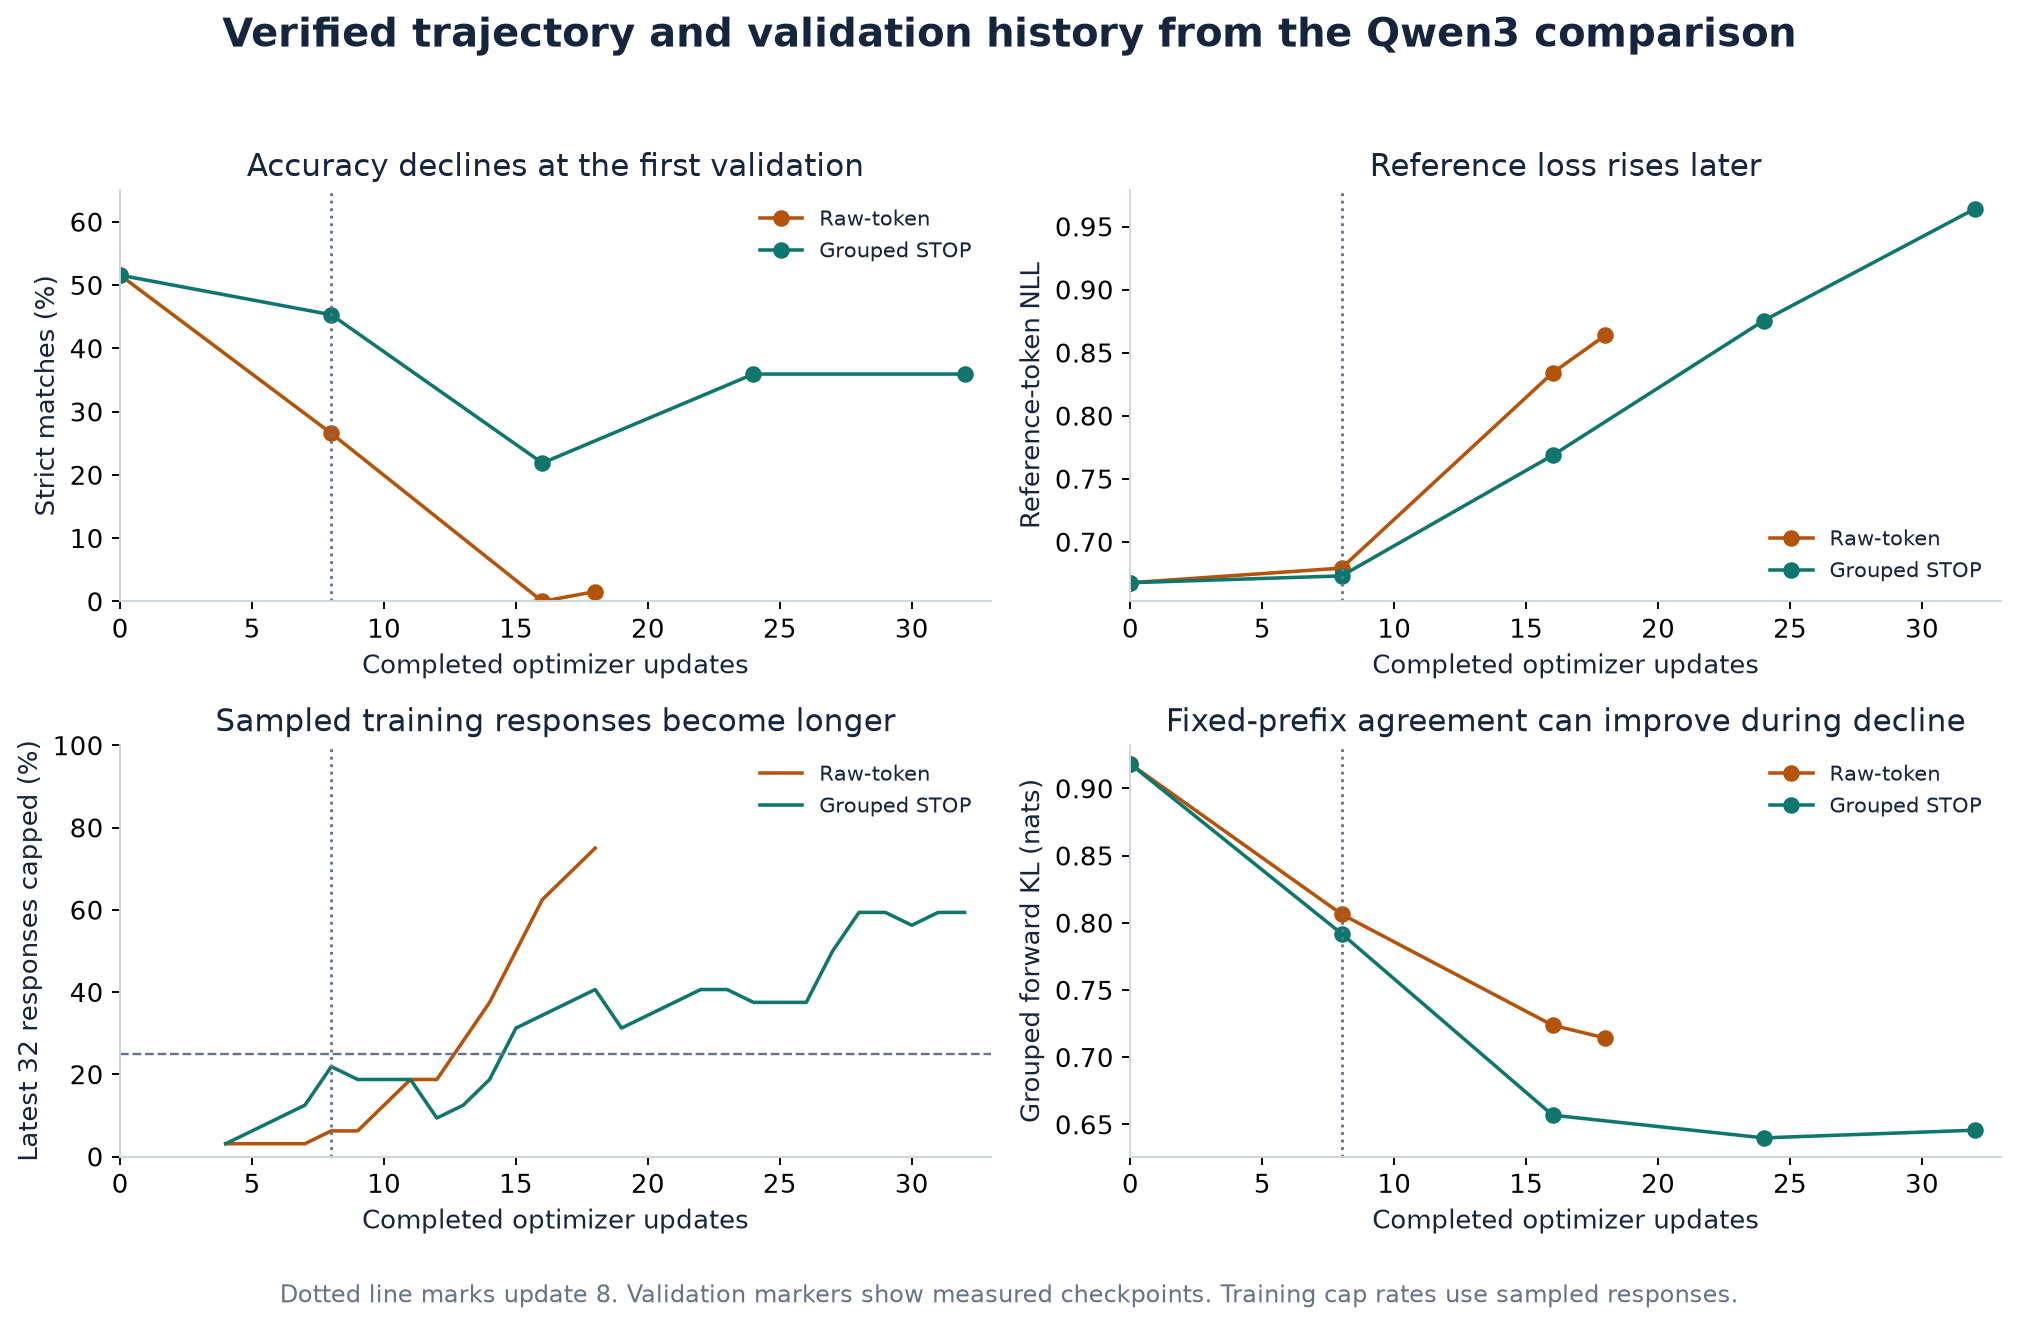 Verified trajectory and validation history from the Qwen3 comparison
Accuracy declines at the first validation
Strict matches (%)
60
50
40
30
20
10
0
Raw-token
Grouped STOP
0 5 10 15 20 25 30
Completed optimizer updates
Reference loss rises later
Reference-token NLL
0.95
0.90
0.85
0.80
0.75
0.70
Raw-token
Grouped STOP
0 5 10 15 20 25 30
Completed optimizer updates
Sampled training responses become longer
Latest 32 responses capped (%)
100
80
60
40
20
0
Raw-token
Grouped STOP
0 5 10 15 20 25 30
Completed optimizer updates
Fixed-prefix agreement can improve during decline
Grouped forward KL (nats)
0.90
0.85
0.80
0.75
0.70
0.65
Raw-token
Grouped STOP
0 5 10 15 20 25 30
Completed optimizer updates
Dotted line marks update 8. Validation markers show measured checkpoints. Training cap rates use sampled responses.